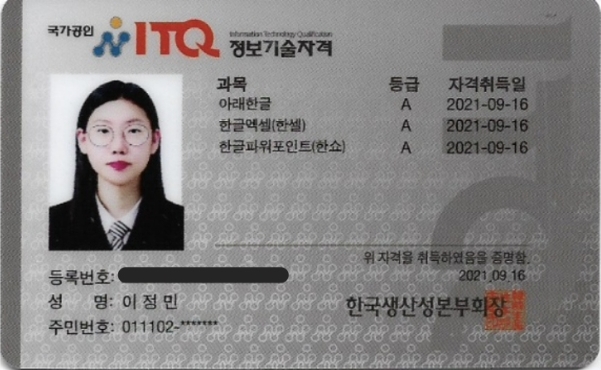 국가공인 ITQ Information Technology Qualification
정보기술자격
과목 등급 자격취득일
아래한글 A 2021-09-16
한글엑셀(한셀) A 2021-09-16
한글파워포인트(한쇼) A 2021-09-16
위 자격을 취득하였음을 증명함.
2021.09.16
등록번호:
성 명: 이정민
한국생산성본부회장
주민번호: 011102-*******